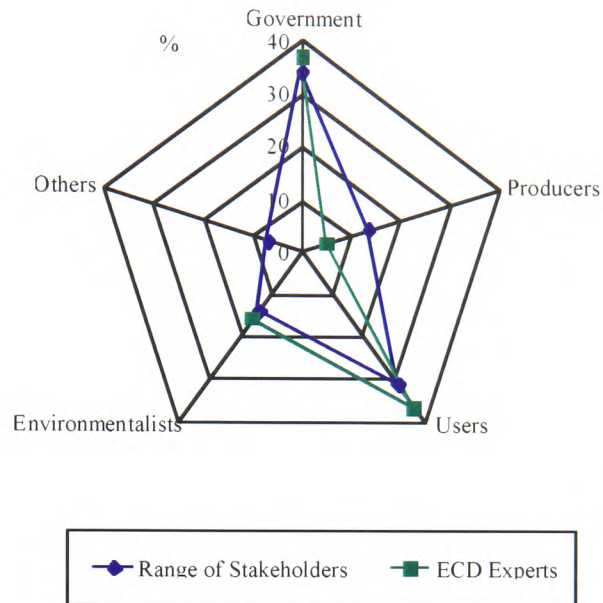 Government
%
40
30
20
10
0
Others
Producers
Environmentalists
Users
Range of Stakeholders
ECD Experts